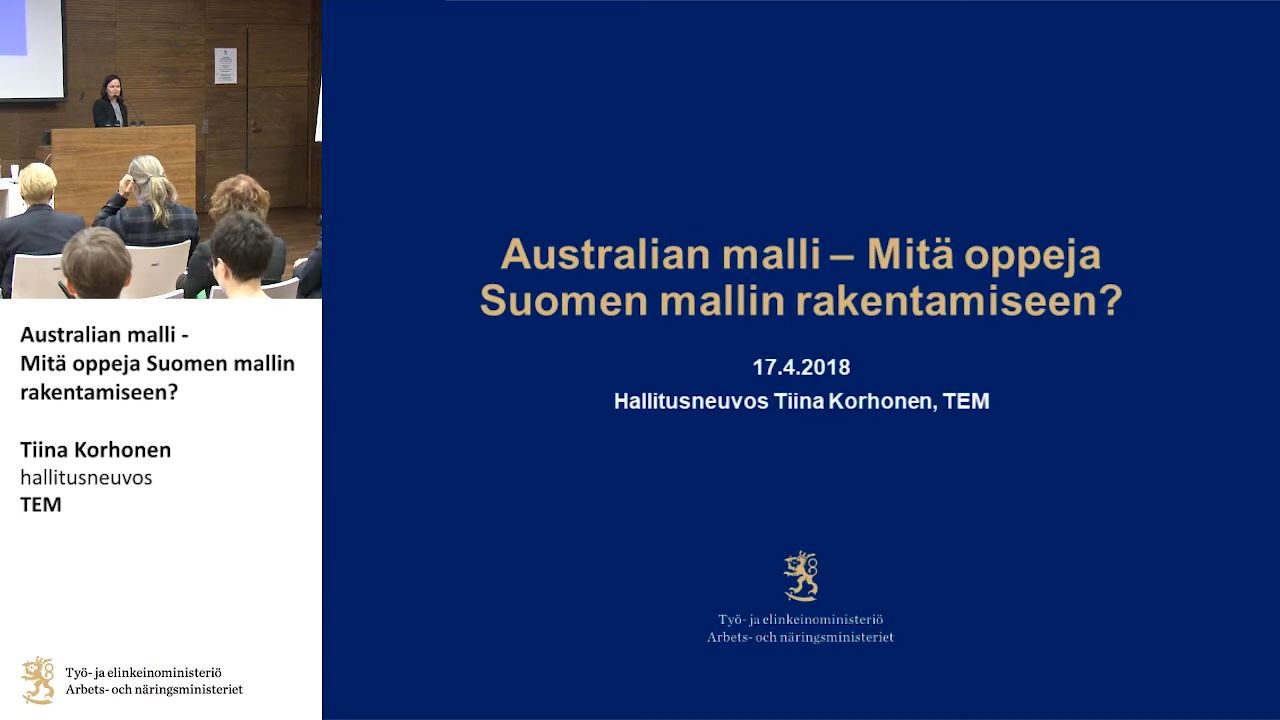 Australian malli -
Mitä oppeja Suomen mallin
rakentamiseen?
Tiina Korhonen
hallitusneuvos
TEM
Työ- ja elinkeinoministeriö
Arbets- och näringsministeriet
Australian malli – Mitä oppeja
Suomen mallin rakentamiseen?
17.4.2018
Hallitusneuvos Tiina Korhonen, TEM
Työ- ja elinkeinoministeriö
Arbets- och näringsministeriet